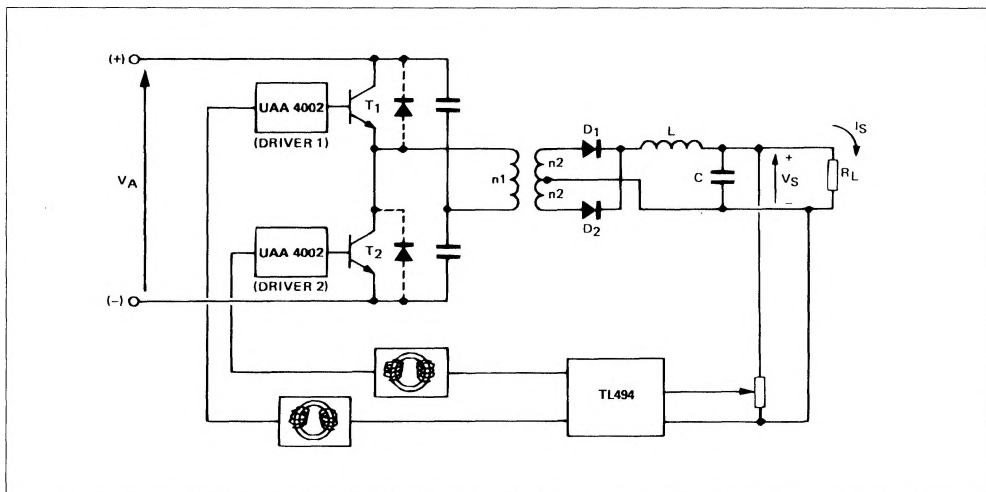 (+)
UAA 4002
(DRIVER 1)
T1
VA
n1
n2
n2
D1
D2
L
C
+
VS
−
IS
RL
UAA 4002
(DRIVER 2)
T2
(−)
TL494